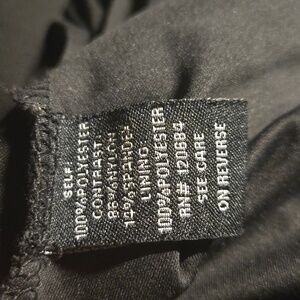 SELF:
100%POLYESTER
CONTRAST
86%NYLON
14%SPANDEX
LINING
100%POLYESTER
RN# 120684
SEE CARE
ON REVERSE